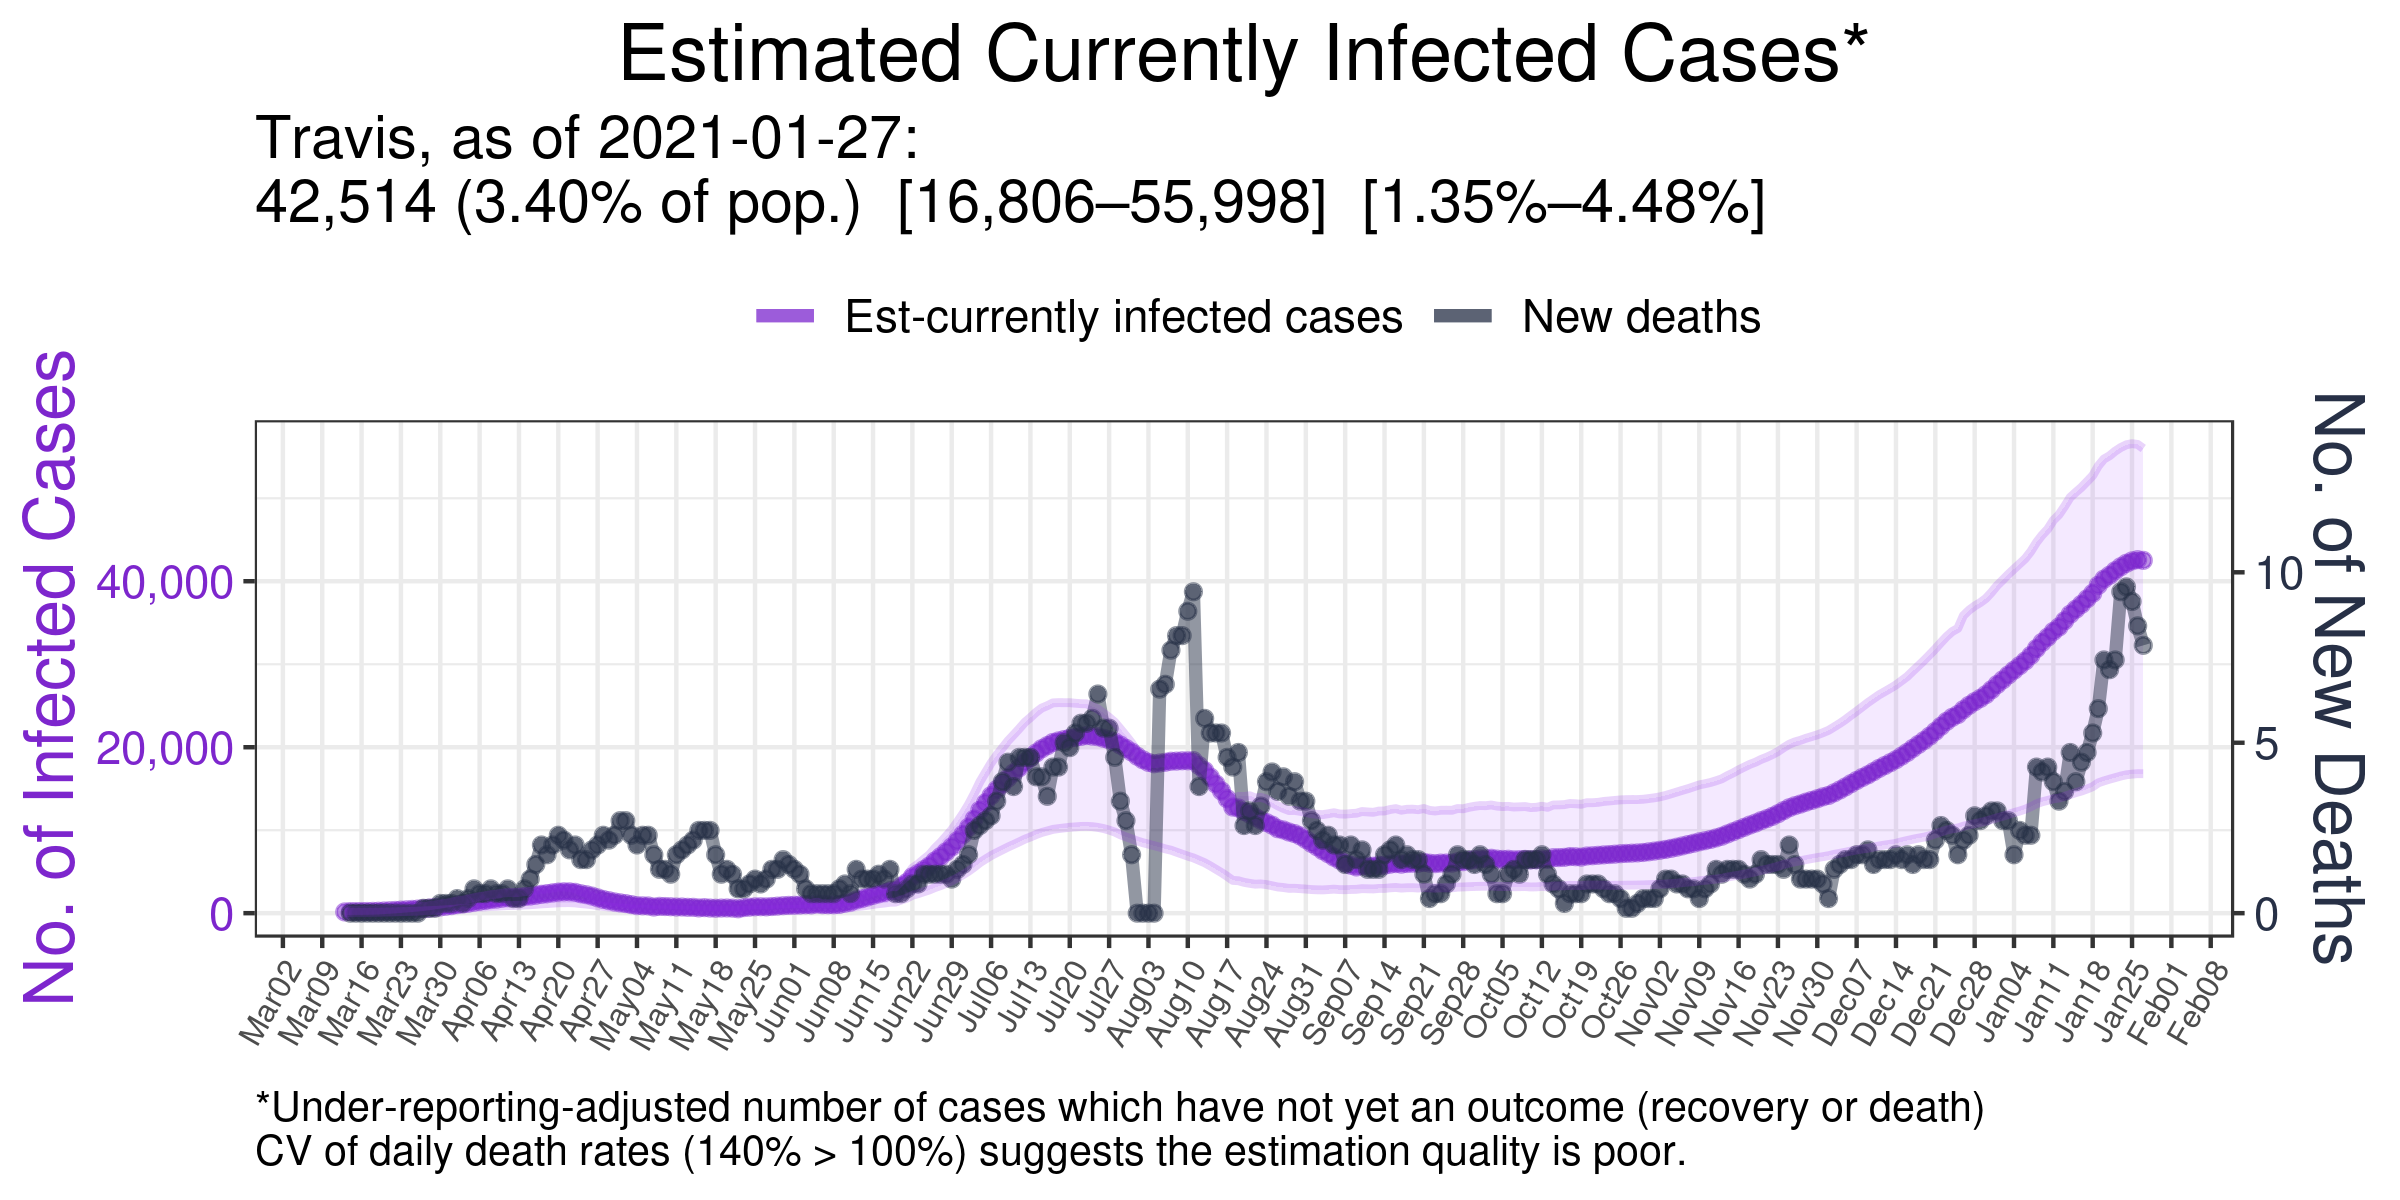 Estimated Currently Infected Cases*
Travis, as of 2021-01-27:
42,514 (3.40% of pop.)  [16,806–55,998]  [1.35%–4.48%]
Est-currently infected cases
New deaths
No. of Infected Cases
40,000
20,000
0
No. of New Deaths
10
5
0
Mar02
Mar09
Mar16
Mar23
Mar30
Apr06
Apr13
Apr20
Apr27
May04
May11
May18
May25
Jun01
Jun08
Jun15
Jun22
Jun29
Jul06
Jul13
Jul20
Jul27
Aug03
Aug10
Aug17
Aug24
Aug31
Sep07
Sep14
Sep21
Sep28
Oct05
Oct12
Oct19
Oct26
Nov02
Nov09
Nov16
Nov23
Nov30
Dec07
Dec14
Dec21
Dec28
Jan04
Jan11
Jan18
Jan25
Feb01
Feb08
*Under-reporting-adjusted number of cases which have not yet an outcome (recovery or death)
CV of daily death rates (140% > 100%) suggests the estimation quality is poor.